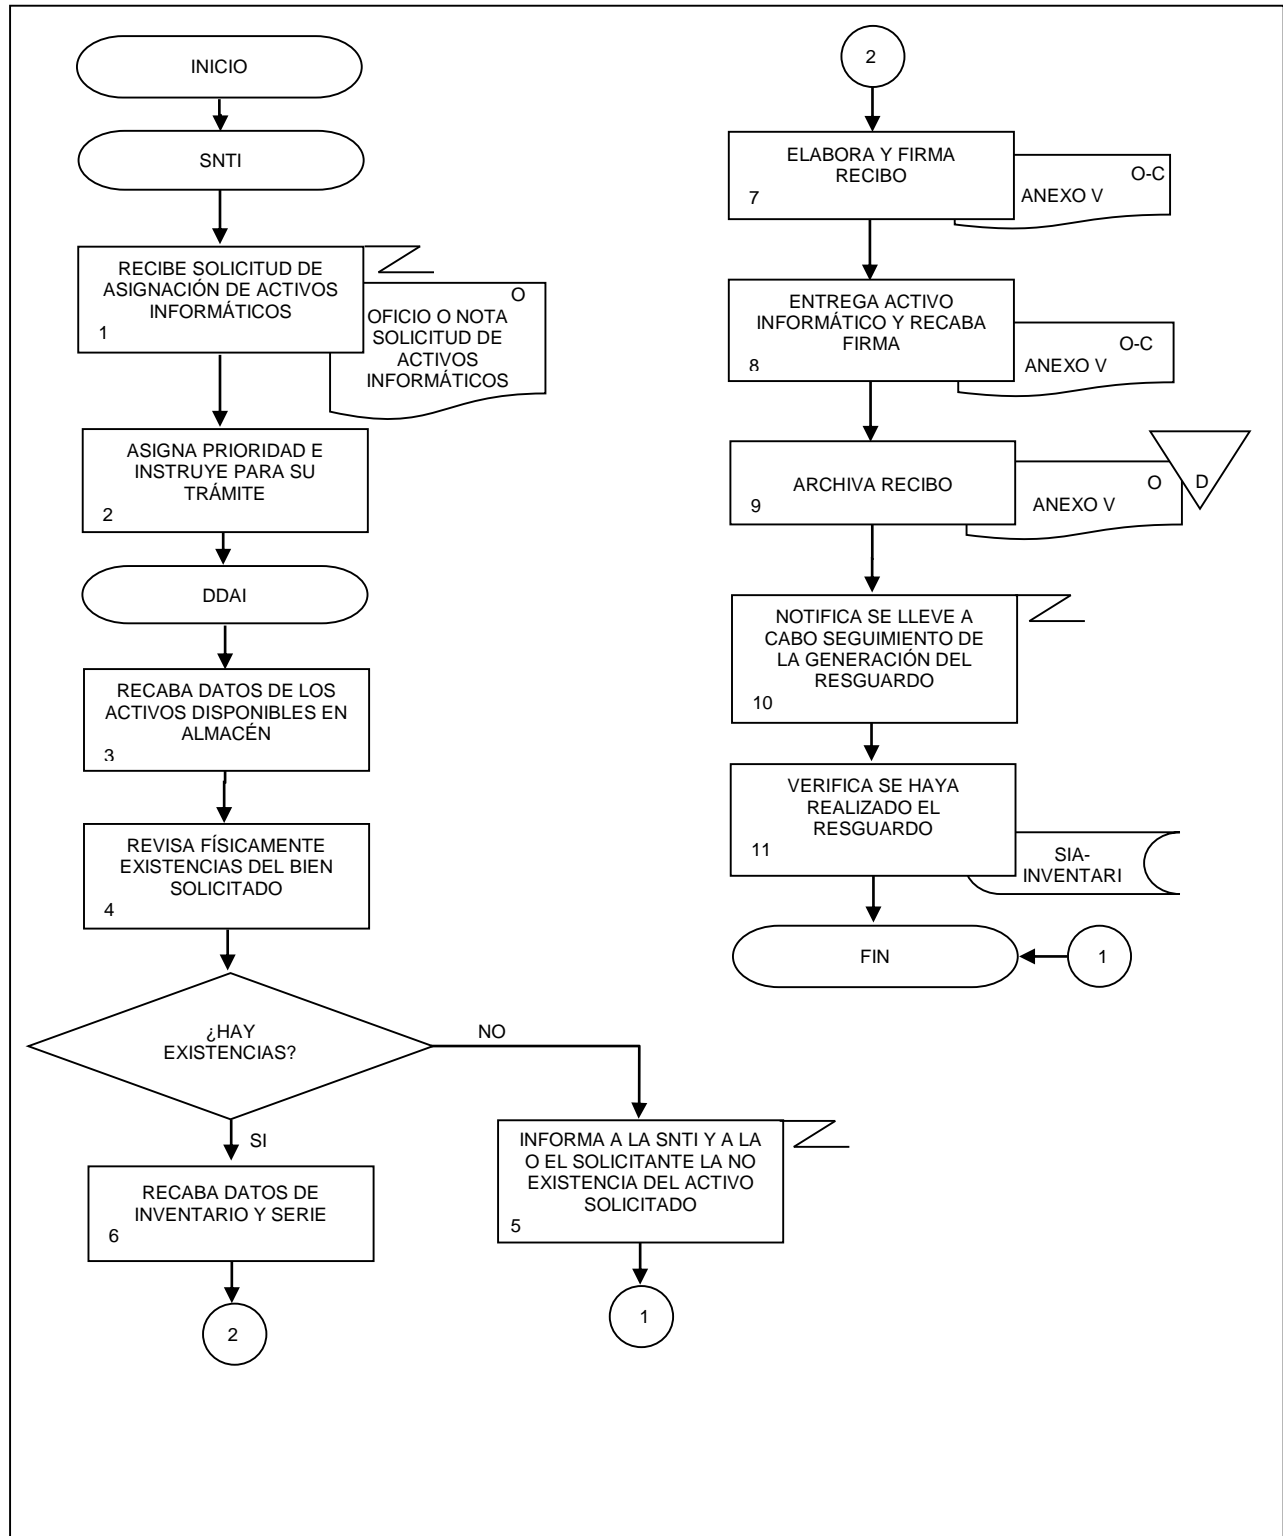 INICIO
SNTI
RECIBE SOLICITUD DE
ASIGNACIÓN DE ACTIVOS
INFORMÁTICOS
1
O
OFICIO O NOTA
SOLICITUD DE
ACTIVOS
INFORMÁTICOS
ASIGNA PRIORIDAD E
INSTRUYE PARA SU
TRÁMITE
2
DDAI
RECABA DATOS DE LOS
ACTIVOS DISPONIBLES EN
ALMACÉN
3
REVISA FÍSICAMENTE
EXISTENCIAS DEL BIEN
SOLICITADO
4
¿HAY
EXISTENCIAS?
NO
SI
INFORMA A LA SNTI Y A LA
O EL SOLICITANTE LA NO
EXISTENCIA DEL ACTIVO
SOLICITADO
5
1
RECABA DATOS DE
INVENTARIO Y SERIE
6
2
2
ELABORA Y FIRMA
RECIBO
7
O-C
ANEXO V
ENTREGA ACTIVO
INFORMÁTICO Y RECABA
FIRMA
8
O-C
ANEXO V
ARCHIVA RECIBO
9
O
ANEXO V
D
NOTIFICA SE LLEVE A
CABO SEGUIMIENTO DE
LA GENERACIÓN DEL
RESGUARDO
10
VERIFICA SE HAYA
REALIZADO EL
RESGUARDO
11
SIA-
INVENTARI
FIN
1